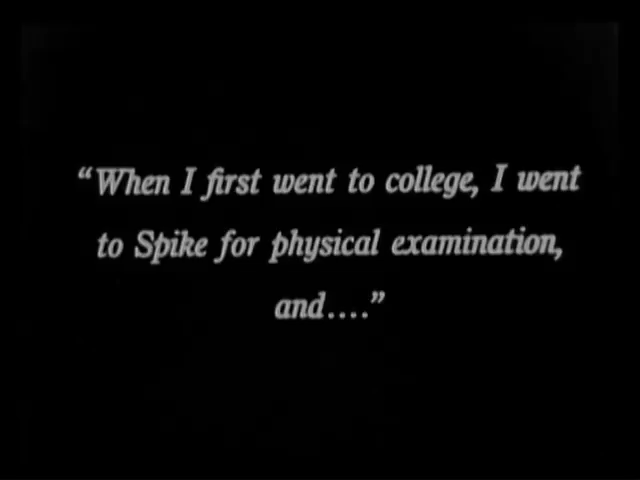 “When I first went to college, I went
to Spike for physical examination,
and....”